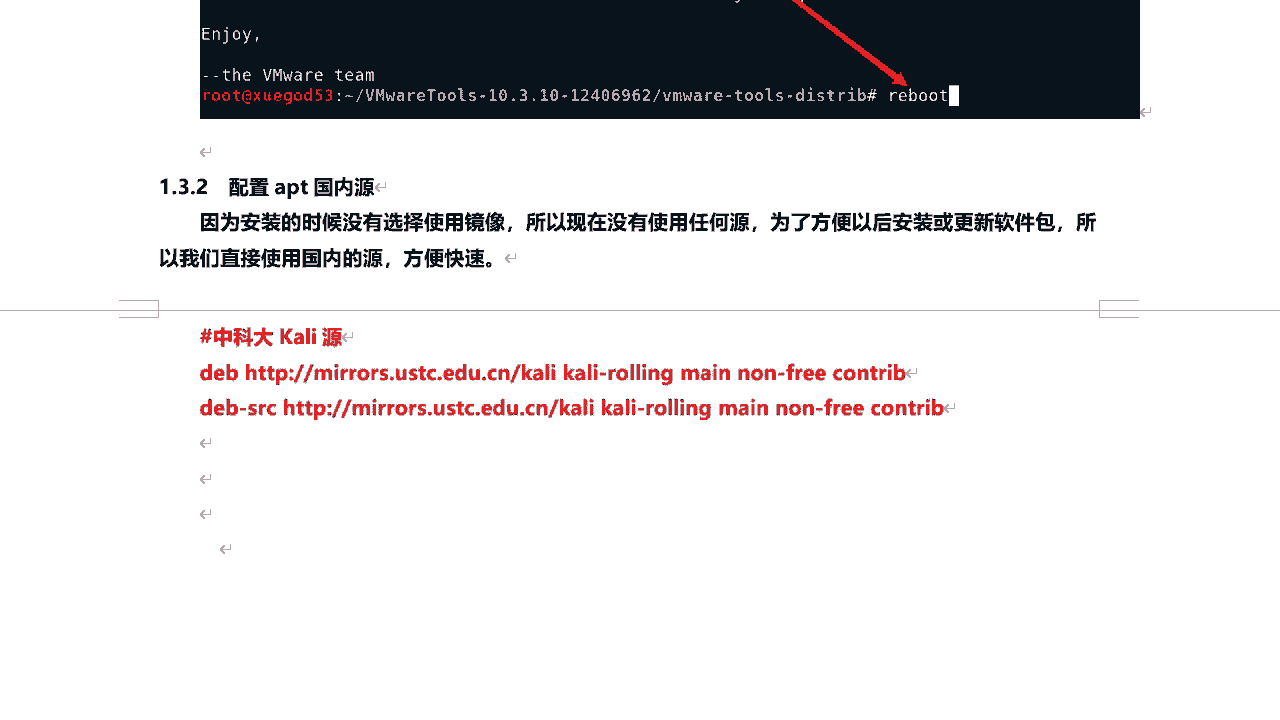 Enjoy,
--the VMware team
root@xuegod53:~/VMwareTools-10.3.10-12406962/vmware-tools-distrib# reboot
1.3.2 配置 apt 国内源
因为安装的时候没有选择使用镜像，所以现在没有使用任何源，为了方便以后安装或更新软件包，所
以我们直接使用国内的源，方便快速。
#中科大 Kali 源
deb http://mirrors.ustc.edu.cn/kali kali-rolling main non-free contrib
deb-src http://mirrors.ustc.edu.cn/kali kali-rolling main non-free contrib